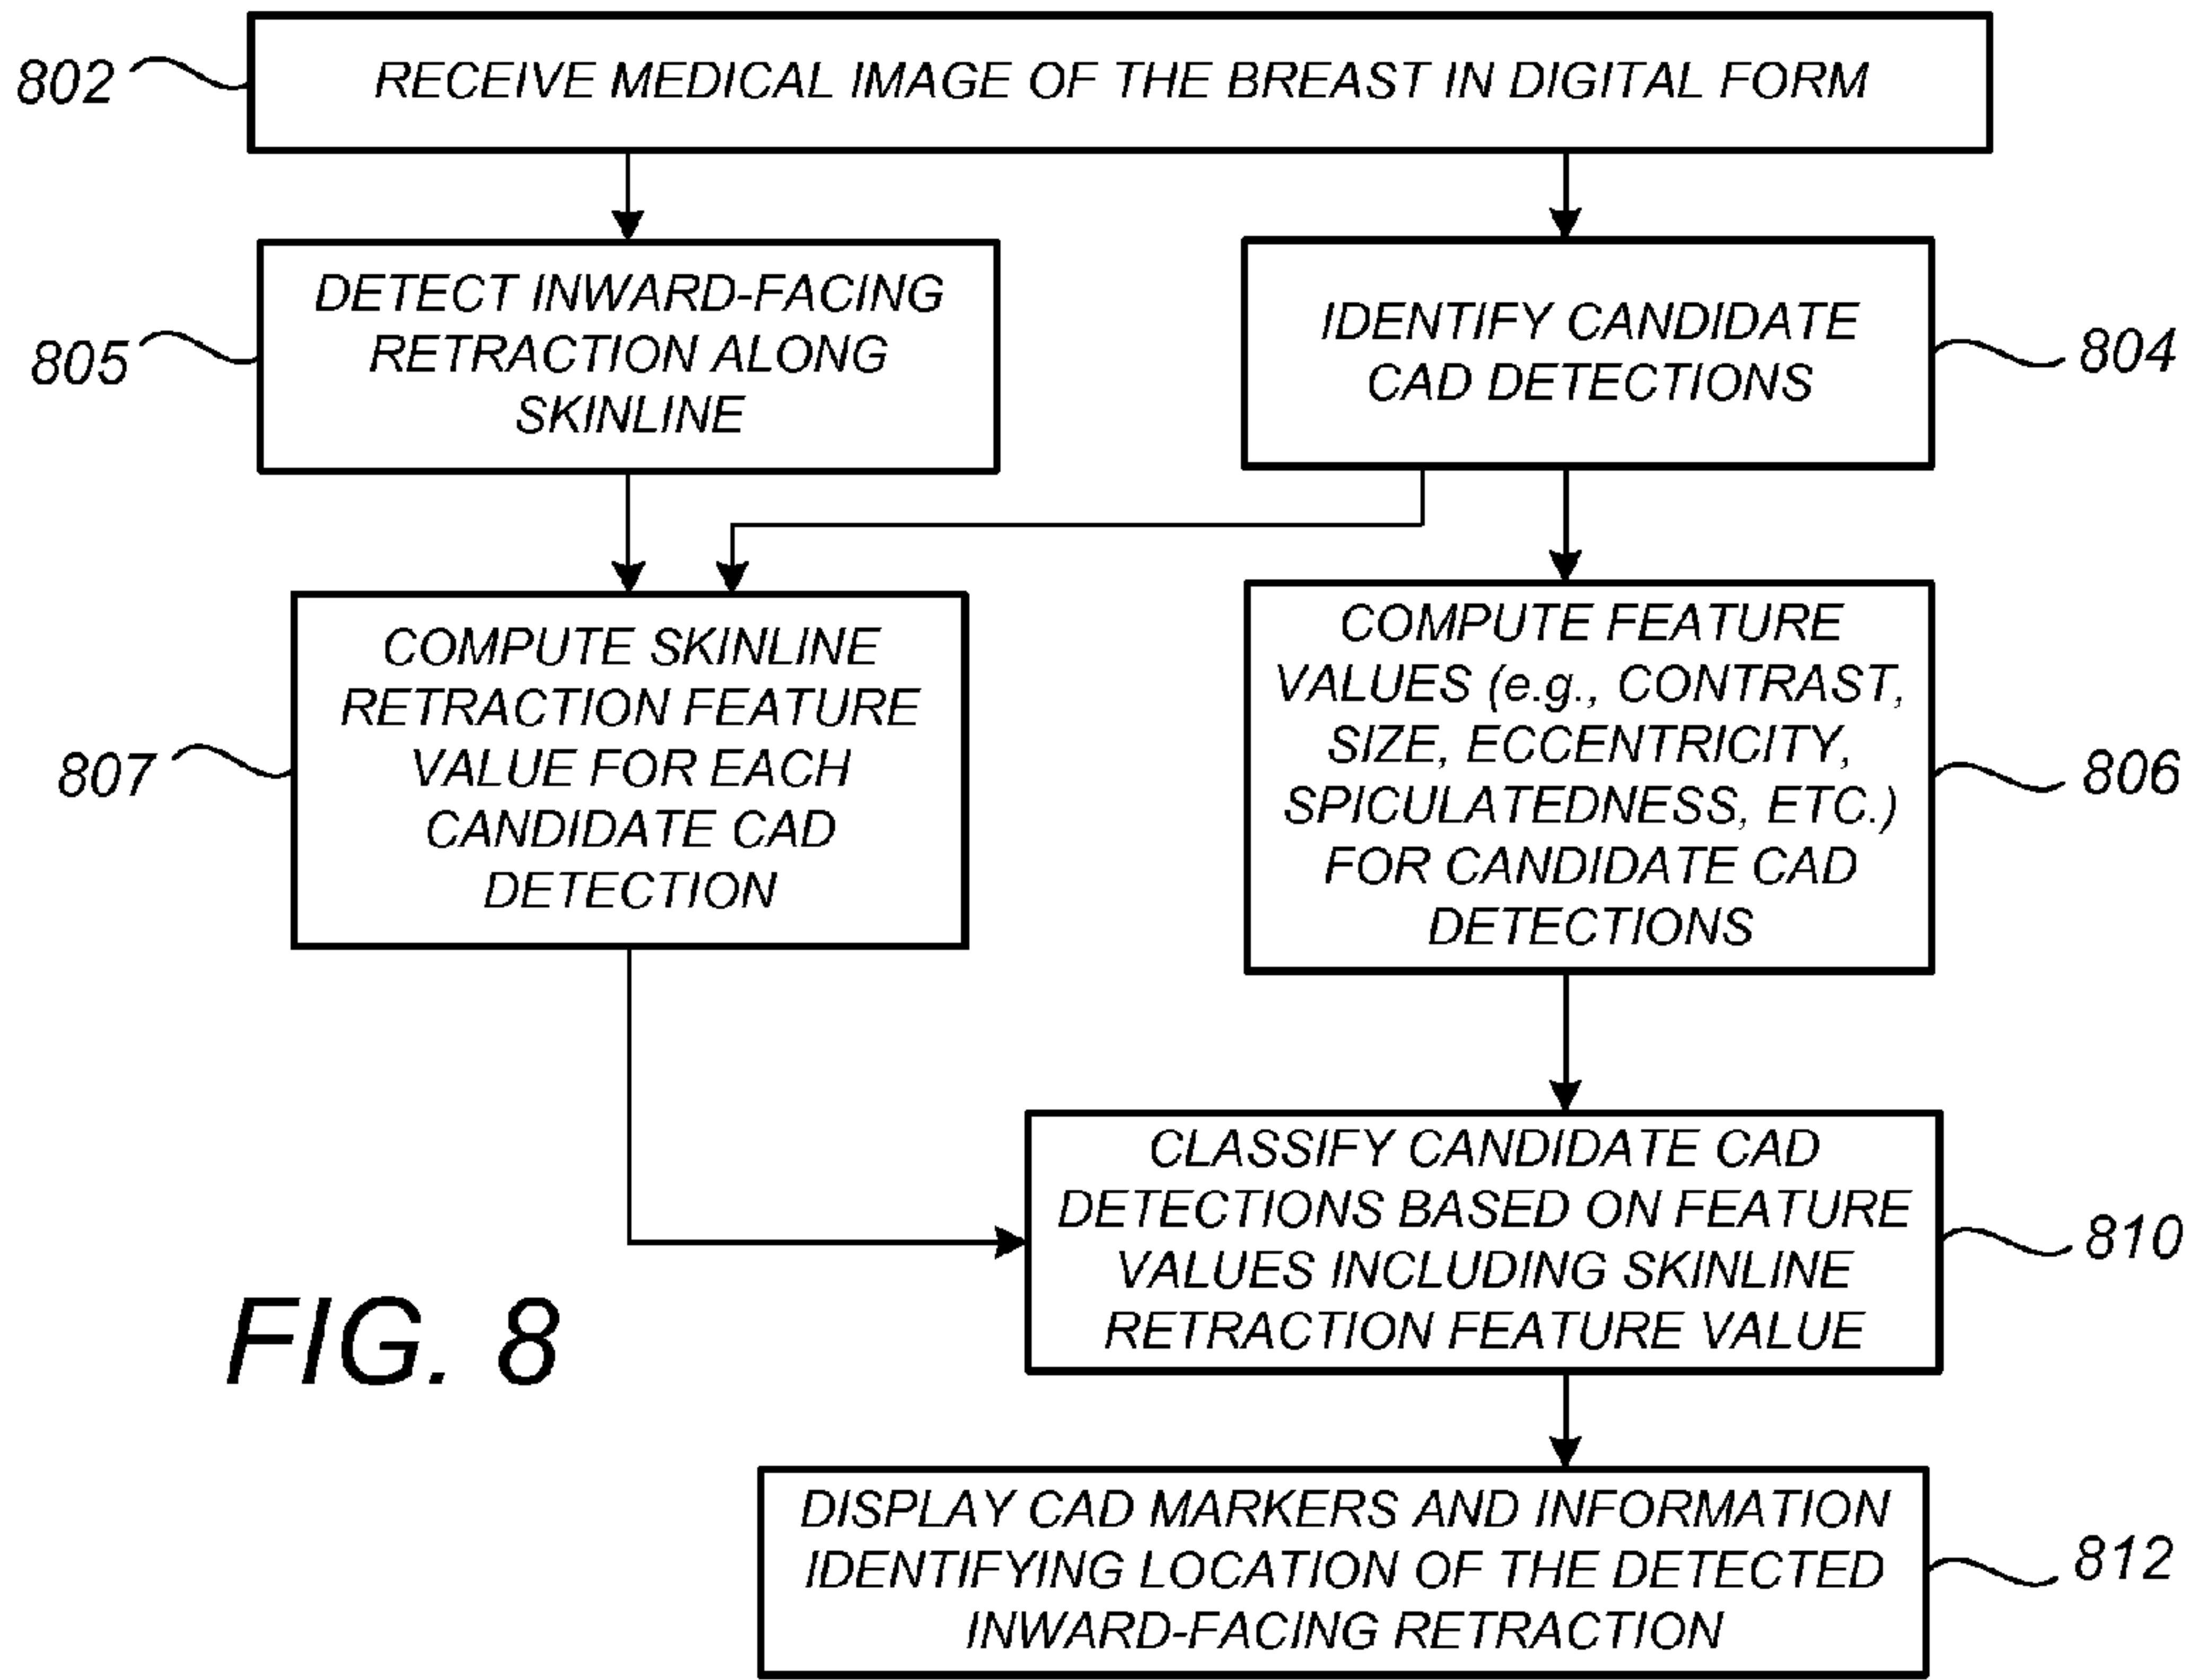 802
RECEIVE MEDICAL IMAGE OF THE BREAST IN DIGITAL FORM
805
DETECT INWARD-FACING
RETRACTION ALONG
SKINLINE
IDENTIFY CANDIDATE
CAD DETECTIONS
804
807
COMPUTE SKINLINE
RETRACTION FEATURE
VALUE FOR EACH
CANDIDATE CAD
DETECTION
COMPUTE FEATURE
VALUES (e.g., CONTRAST,
SIZE, ECCENTRICITY,
SPICULATEDNESS, ETC.)
FOR CANDIDATE CAD
DETECTIONS
806
CLASSIFY CANDIDATE CAD
DETECTIONS BASED ON FEATURE
VALUES INCLUDING SKINLINE
RETRACTION FEATURE VALUE
810
FIG. 8
DISPLAY CAD MARKERS AND INFORMATION
IDENTIFYING LOCATION OF THE DETECTED
INWARD-FACING RETRACTION
812